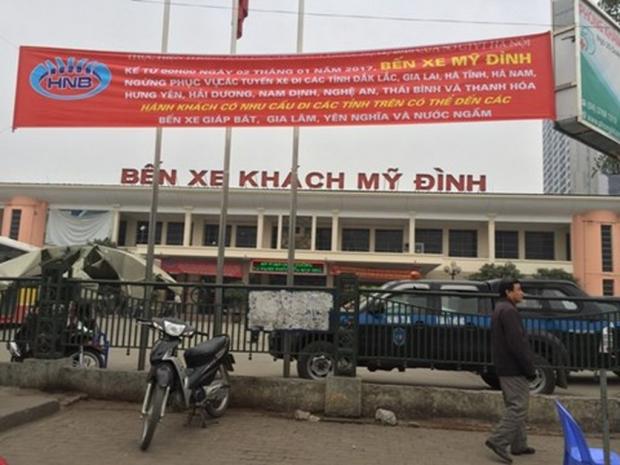 KỂ TỪ 00H00 NGÀY 02 THÁNG 01 NĂM 2017, BẾN XE MỸ ĐÌNH
NGỪNG PHỤC VỤ CÁC TUYẾN XE ĐI CÁC TỈNH ĐẮK LẮC, GIA LAI, HÀ TĨNH, HÀ NAM,
HƯNG YÊN, HẢI DƯƠNG, NAM ĐỊNH, NGHỆ AN, THÁI BÌNH VÀ THANH HÓA
HÀNH KHÁCH CÓ NHU CẦU ĐI CÁC TỈNH TRÊN CÓ THỂ ĐẾN CÁC
BẾN XE GIÁP BÁT, GIA LÂM, YÊN NGHĨA VÀ NƯỚC NGẦM
HNB
BẾN XE KHÁCH MỸ ĐÌNH